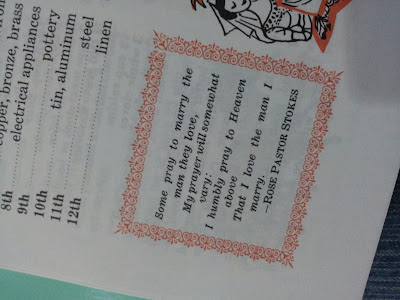 copper, bronze, brass
8th ........ electrical appliances
9th ........
10th ........ pottery
11th ........ tin, aluminum
12th ........ steel
linen
Some pray to marry the
man they love,
My prayer will somewhat
vary:
I humbly pray to Heaven
above
That I love the man I
marry.
—ROSE PASTOR STOKES